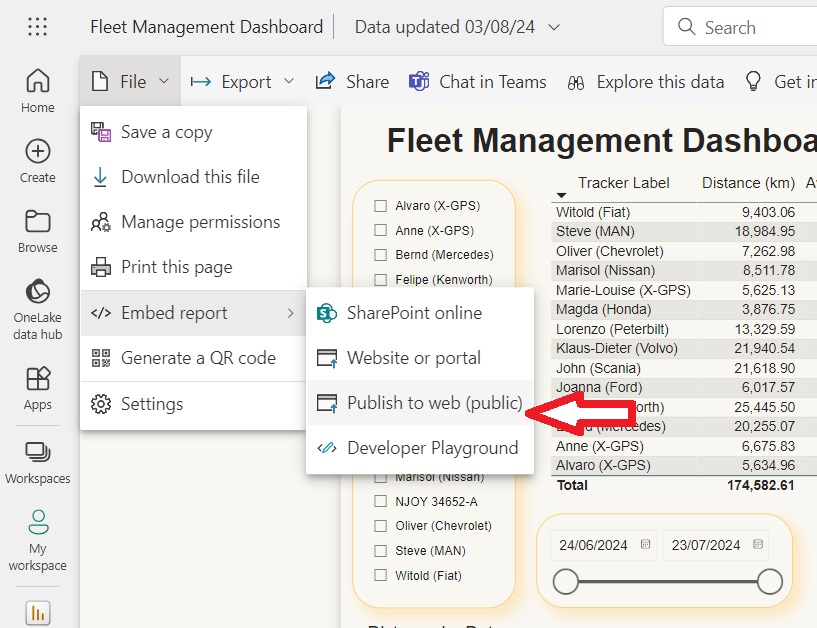 Fleet Management Dashboard
Data updated 03/08/24
Search
Home
Create
Browse
OneLake
data hub
Apps
Workspaces
My
workspace
File
Export
Share
Chat in Teams
Explore this data
Get
Save a copy
Download this file
Manage permissions
Print this page
Embed report
Generate a QR code
Settings
SharePoint online
Website or portal
Publish to web (public)
Developer Playground
Fleet Management
Alvaro (X-GPS)
Anne (X-GPS)
Bernd (Mercedes)
Felipe (Kenworth)
Marisol (Nissan)
NJOY 34652-A
Oliver (Chevrolet)
Steve (MAN)
Witold (Fiat)
Tracker Label Distance (km)
Witold (Fiat) 9,403.06
Steve (MAN) 18,984.95
Oliver (Chevrolet) 7,262.98
Marisol (Nissan) 8,511.78
Marie-Louise (X-GPS) 5,625.13
Magda (Honda) 3,876.75
Lorenzo (Peterbilt) 13,329.59
Klaus-Dieter (Volvo) 21,940.54
John (Scania) 21,618.90
Joanna (Ford) 6,017.57
25,445.50
(Mercedes) 20,255.07
Anne (X-GPS) 6,675.83
Alvaro (X-GPS) 5,634.96
Total 174,582.61
24/06/2024 23/07/2024